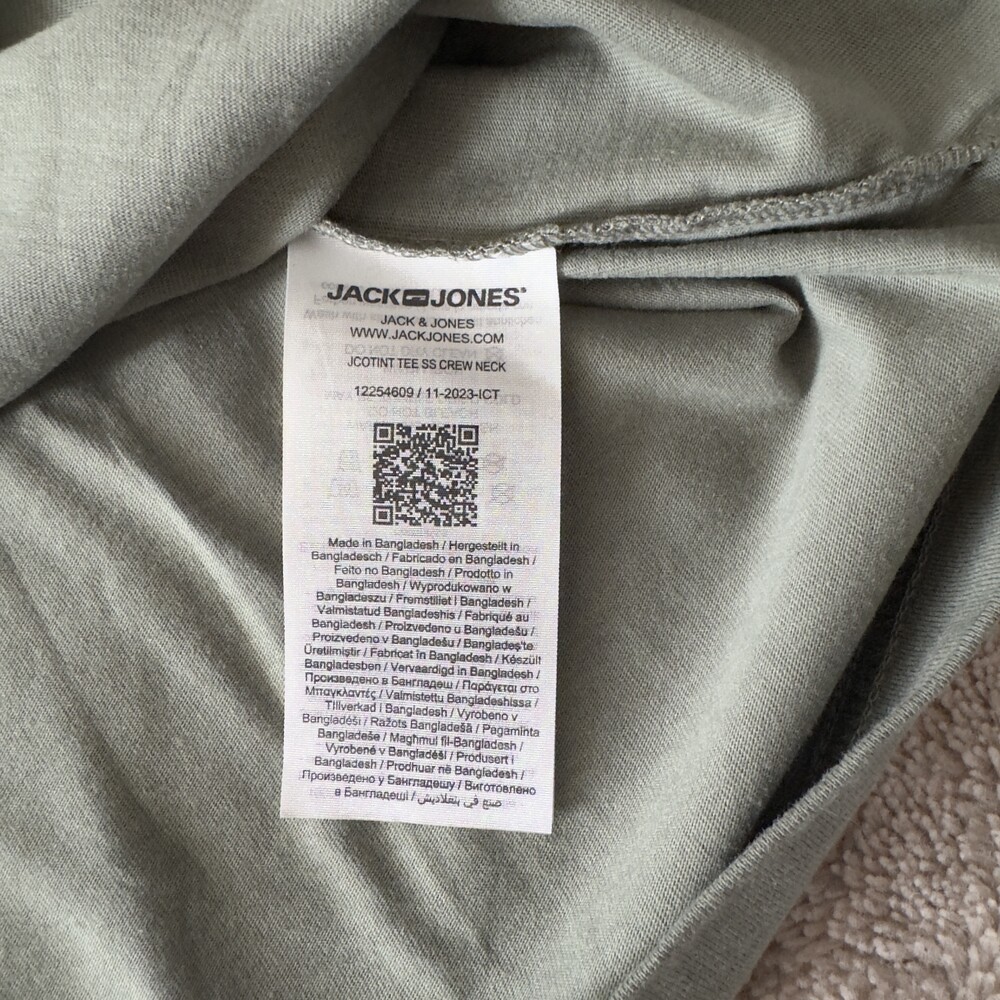 JACK JONES®
JACK & JONES
WWW.JACKJONES.COM
JCOTINT TEE SS CREW NECK
12254609 / 11-2023-ICT
Made in Bangladesh / Hergestellt in
Bangladesch / Fabricado en Bangladesh /
Feito no Bangladesh / Prodotto in
Bangladesh / Wyprodukowano w
Bangladeszu / Fremstillet i Bangladesh /
Valmistatud Bangladeshis / Fabriqué au
Bangladesh / Proizvedeno u Bangladešu /
Proizvedeno v Bangladešu / Bangladeş'te
Üretilmiştir / Fabricat în Bangladesh / Készült
Bangladesben / Vervaardigd in Bangladesh /
Произведено в Бангладеш / Παράγεται στο
Μπαγκλαντές / Valmistettu Bangladeshissa /
Tillverkad i Bangladesh / Vyrobeno v
Bangladéši / Ražots Bangladešā / Pagaminta
Bangladeše / Magħmul fil-Bangladesh /
Vyrobené v Bangladéši / Produsert i
Bangladesh / Prodhuar në Bangladesh /
Произведено у Бангладешу / Виготовлено
в Бангладеші / صنع في بنغلاديش